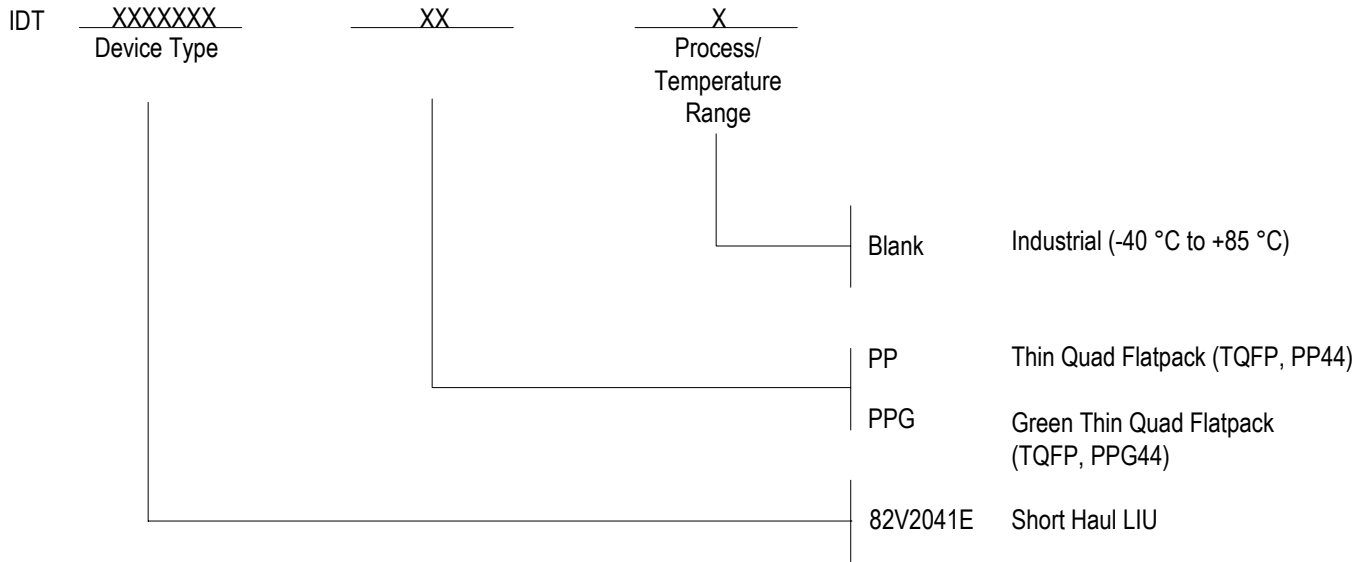 IDT XXXXXXX XX X
Device Type Process/
Temperature
Range
Blank Industrial (-40 °C to +85 °C)
PP Thin Quad Flatpack (TQFP, PP44)
PPG Green Thin Quad Flatpack
(TQFP, PPG44)
82V2041E Short Haul LIU